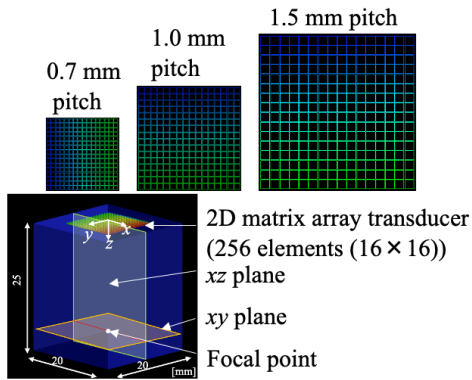 1.5 mm pitch
1.0 mm
pitch
0.7 mm
pitch
2D matrix array transducer
(256 elements (16×16))
xz plane
xy plane
Focal point
y
x
z
25
20
20
[mm]